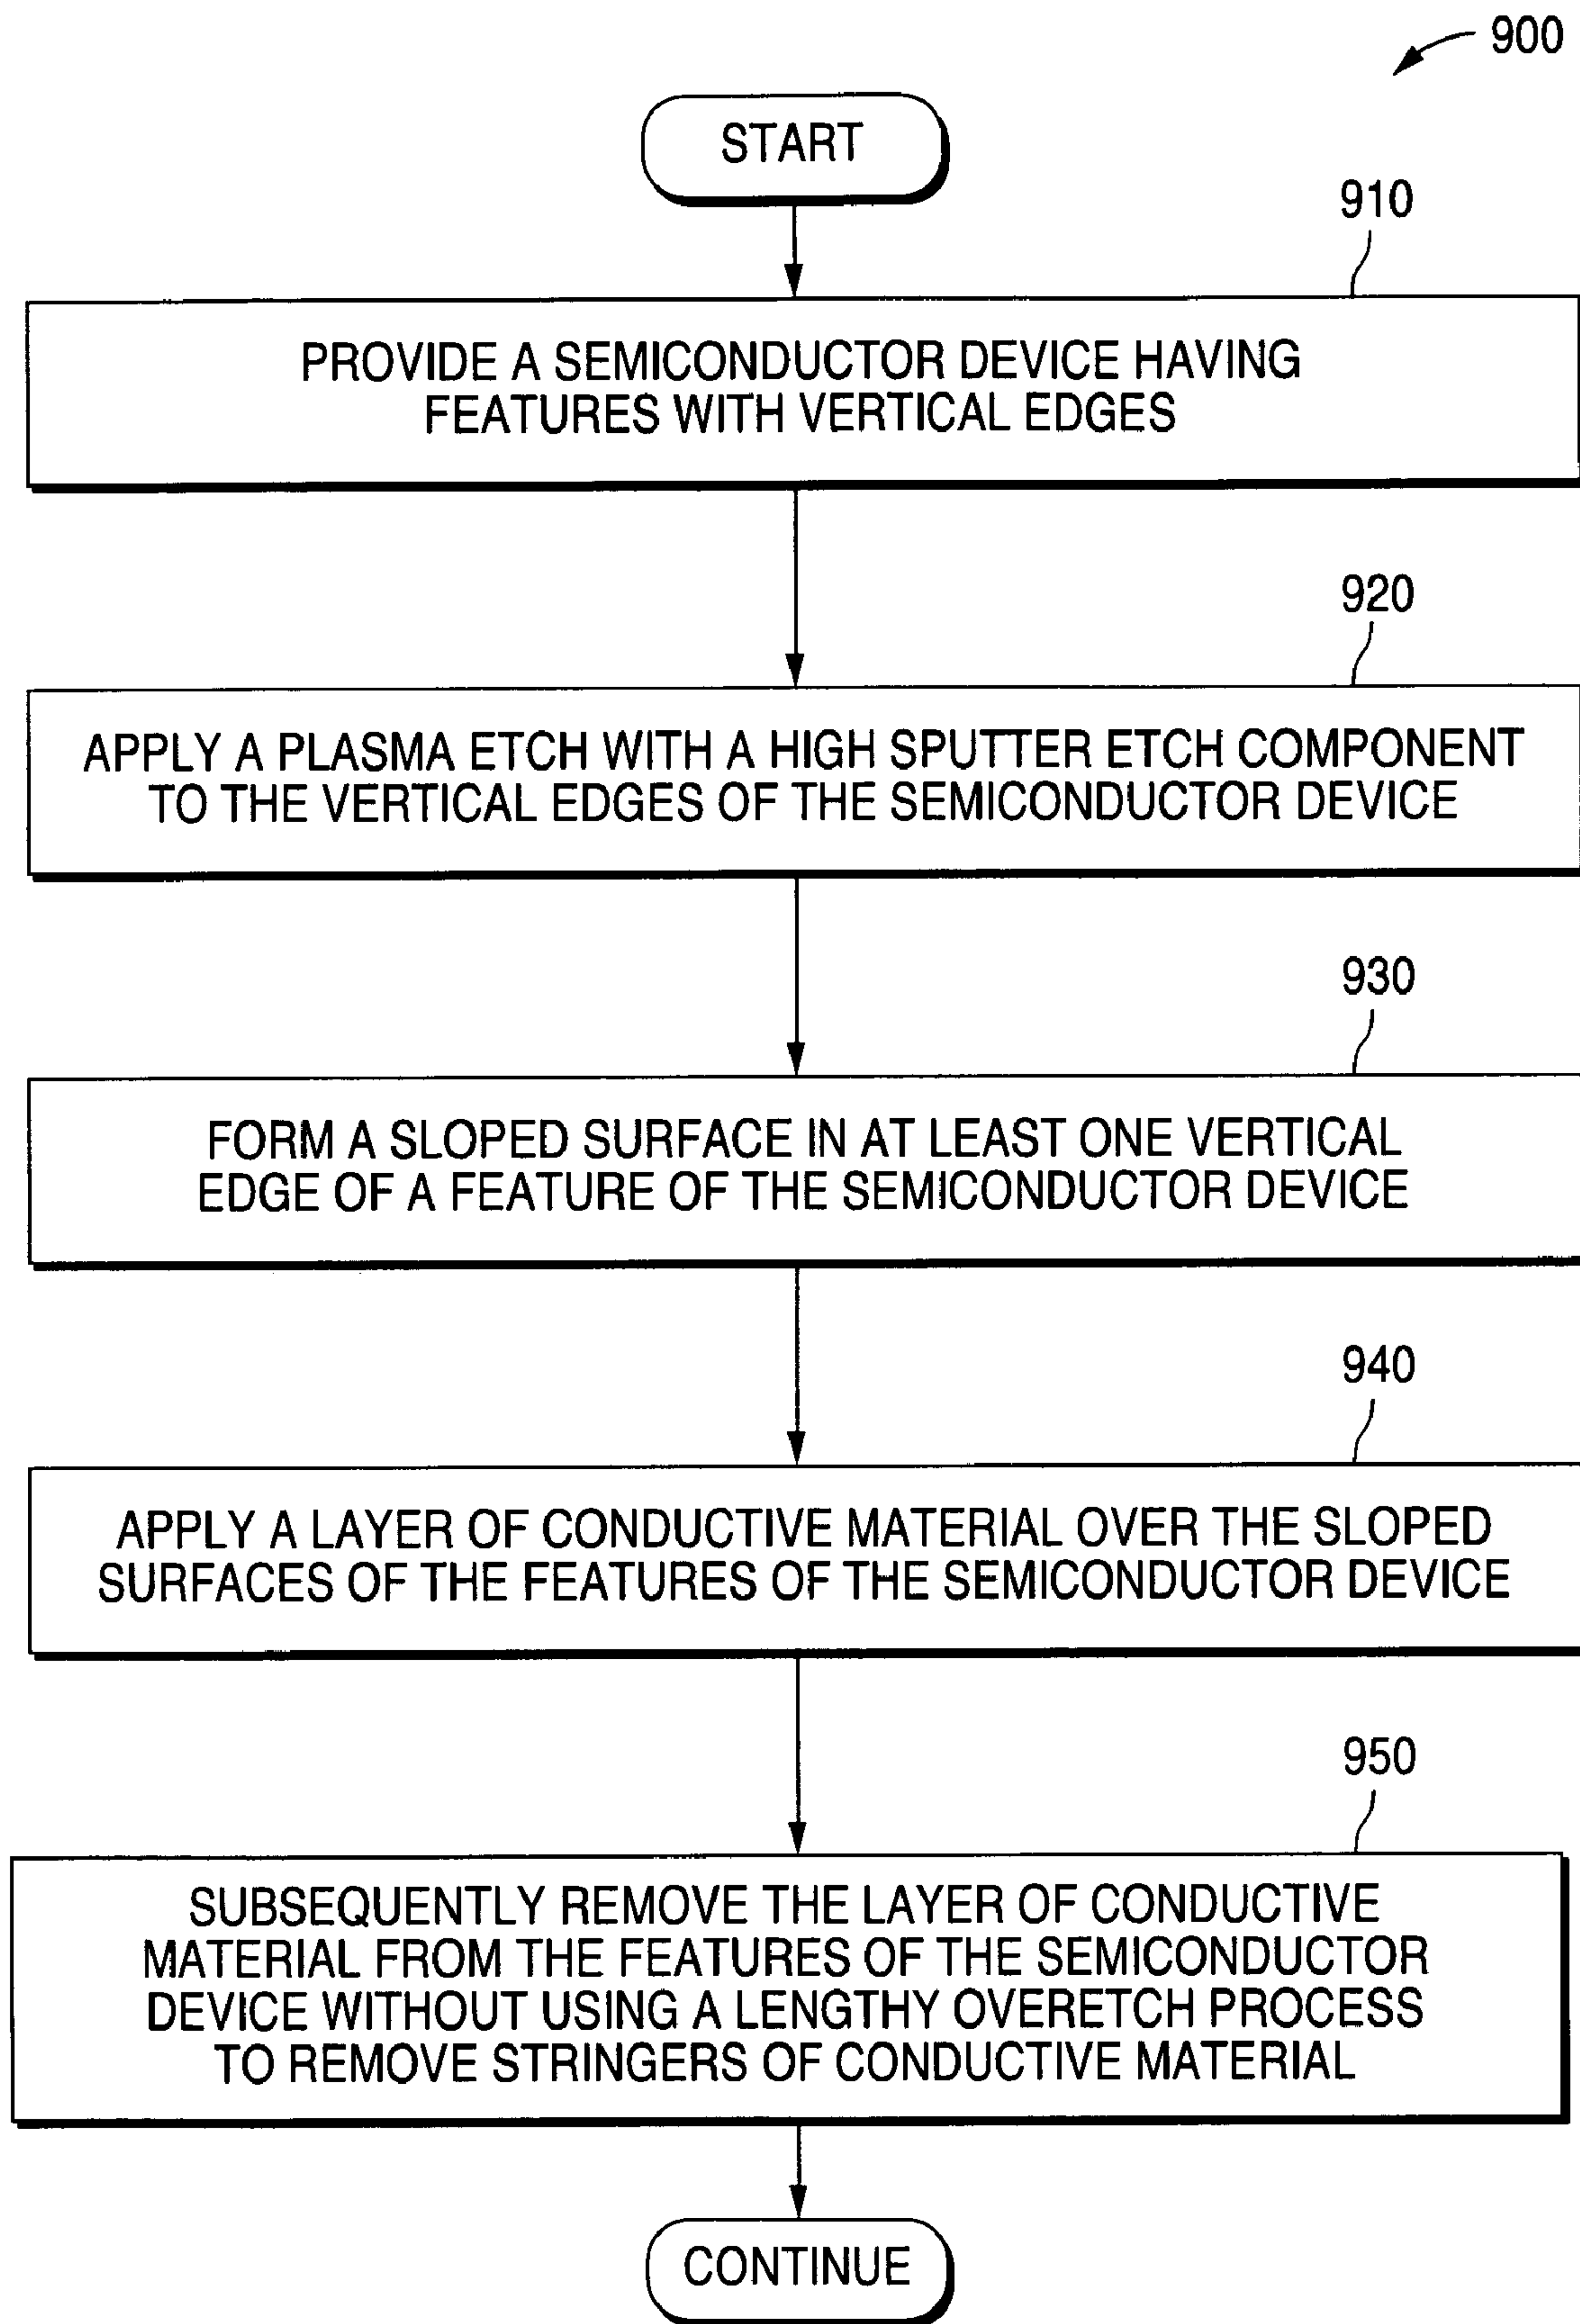 900
START
910
PROVIDE A SEMICONDUCTOR DEVICE HAVING
FEATURES WITH VERTICAL EDGES
920
APPLY A PLASMA ETCH WITH A HIGH SPUTTER ETCH COMPONENT
TO THE VERTICAL EDGES OF THE SEMICONDUCTOR DEVICE
930
FORM A SLOPED SURFACE IN AT LEAST ONE VERTICAL
EDGE OF A FEATURE OF THE SEMICONDUCTOR DEVICE
940
APPLY A LAYER OF CONDUCTIVE MATERIAL OVER THE SLOPED
SURFACES OF THE FEATURES OF THE SEMICONDUCTOR DEVICE
950
SUBSEQUENTLY REMOVE THE LAYER OF CONDUCTIVE
MATERIAL FROM THE FEATURES OF THE SEMICONDUCTOR
DEVICE WITHOUT USING A LENGTHY OVERETCH PROCESS
TO REMOVE STRINGERS OF CONDUCTIVE MATERIAL
CONTINUE